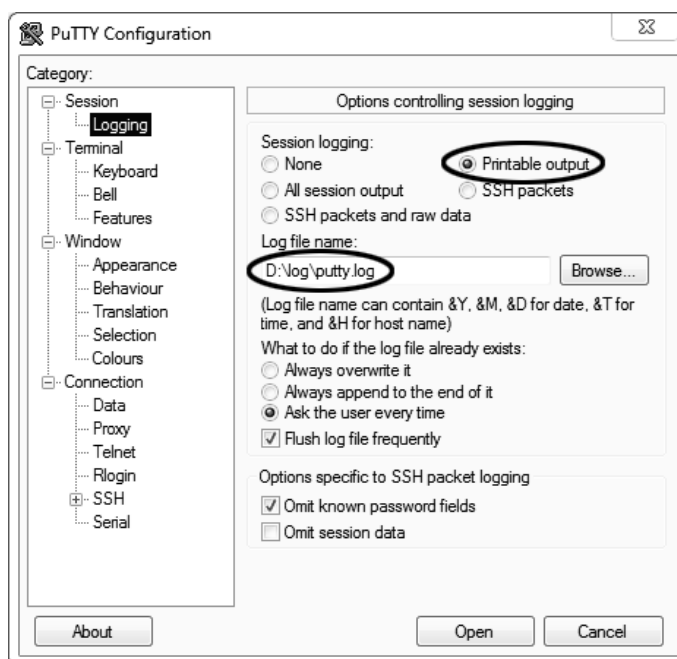 PuTTY Configuration
Category:
Session
Logging
Terminal
Keyboard
Bell
Features
Window
Appearance
Behaviour
Translation
Selection
Colours
Connection
Data
Proxy
Telnet
Rlogin
SSH
Serial
Options controlling session logging
Session logging:
None
Printable output
All session output
SSH packets
SSH packets and raw data
Log file name:
D:\log\putty.log
Browse...
(Log file name can contain &Y, &M, &D for date, &T for
time, and &H for host name)
What to do if the log file already exists:
Always overwrite it
Always append to the end of it
Ask the user every time
Flush log file frequently
Options specific to SSH packet logging
Omit known password fields
Omit session data
About
Open
Cancel